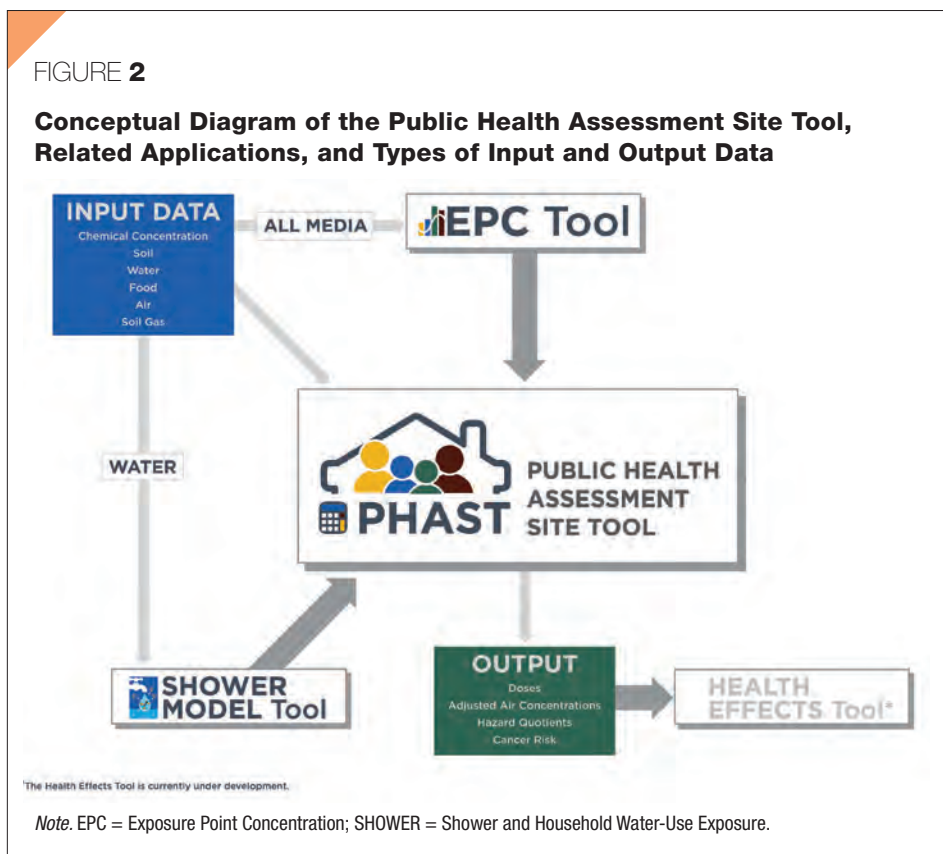 FIGURE 2
Conceptual Diagram of the Public Health Assessment Site Tool,
Related Applications, and Types of Input and Output Data
INPUT DATA
Chemical Concentration
Soil
Water
Food
Air
Soil Gas
ALL MEDIA
EPC Tool
WATER
PHAST
PUBLIC HEALTH
ASSESSMENT
SITE TOOL
SHOWER
MODEL Tool
OUTPUT
Doses
Adjusted Air Concentrations
Hazard Quotients
Cancer Risk
HEALTH
EFFECTS Tool*
*The Health Effects Tool is currently under development.
Note. EPC = Exposure Point Concentration; SHOWER = Shower and Household Water-Use Exposure.